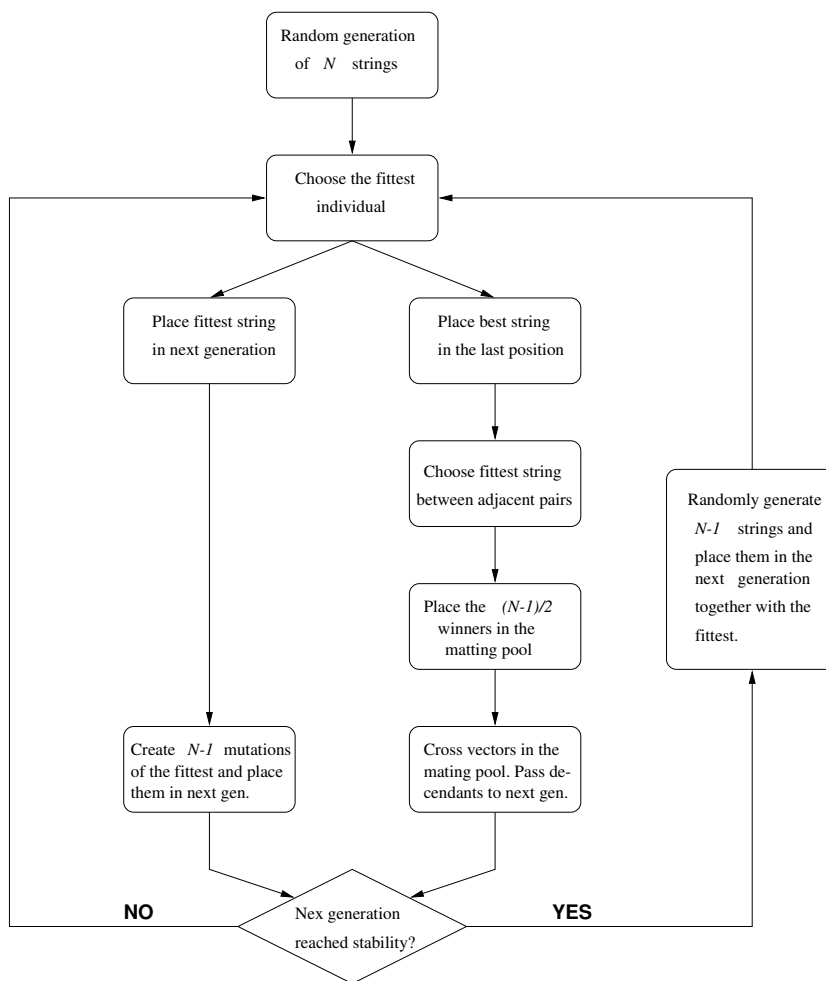 Random generation
of N strings
Choose the fittest
individual
Place fittest string
in next generation
Place best string
in the last position
Choose fittest string
between adjacent pairs
Randomly generate
N-1 strings and
place them in the
next generation
together with the
fittest.
Place the (N-1)/2
winners in the
matting pool
Create N-1 mutations
of the fittest and place
them in next gen.
Cross vectors in the
mating pool. Pass de-
cendants to next gen.
NO
Nex generation
reached stability?
YES